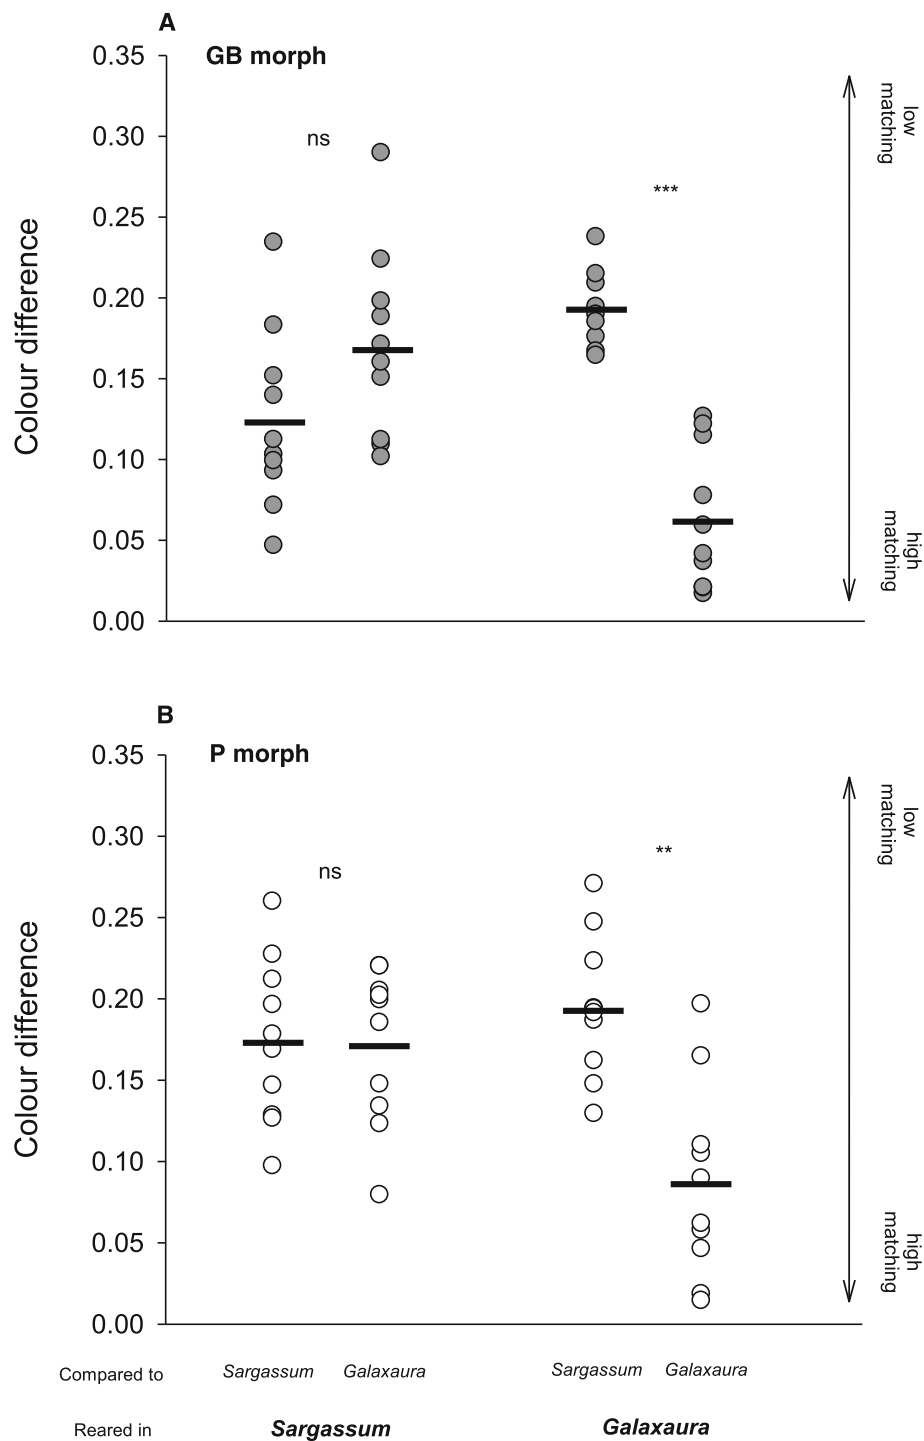 A
GB morph
0.35
0.30
0.25
0.20
0.15
0.10
0.05
0.00
Colour difference
ns
***
low
matching
high
matching
B
P morph
0.35
0.30
0.25
0.20
0.15
0.10
0.05
0.00
Colour difference
ns
**
low
matching
high
matching
Compared to Sargassum Galaxaura Sargassum Galaxaura
Reared in Sargassum Galaxaura